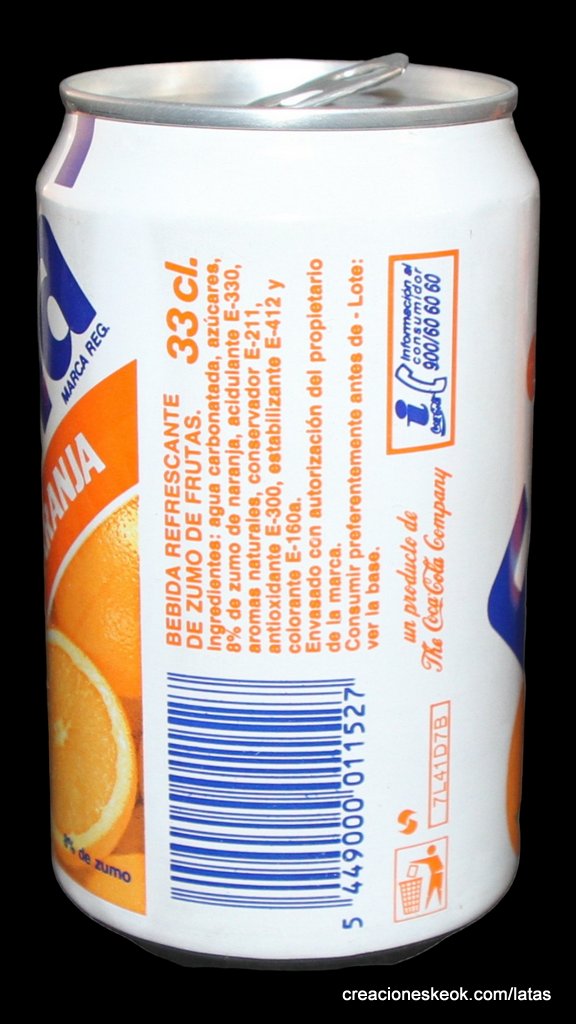 MARCA REG.
8% de zumo
BEBIDA REFRESCANTE
DE ZUMO DE FRUTAS. 33 cl.
Ingredientes: agua carbonatada, azúcares,
8% de zumo de naranja, acidulante E-330,
aromas naturales, conservador E-211,
antioxidante E-300, estabilizante E-412 y
colorante E-160a.
Envasado con autorización del propietario
de la marca.
Consumir preferentemente antes de - Lote:
ver la base.
un producto de
The Coca-Cola Company
i
Coca-Cola
Información al
consumidor
900/60 60 60
5 449000 011527
7L41D7B
creacioneskeok.com/latas